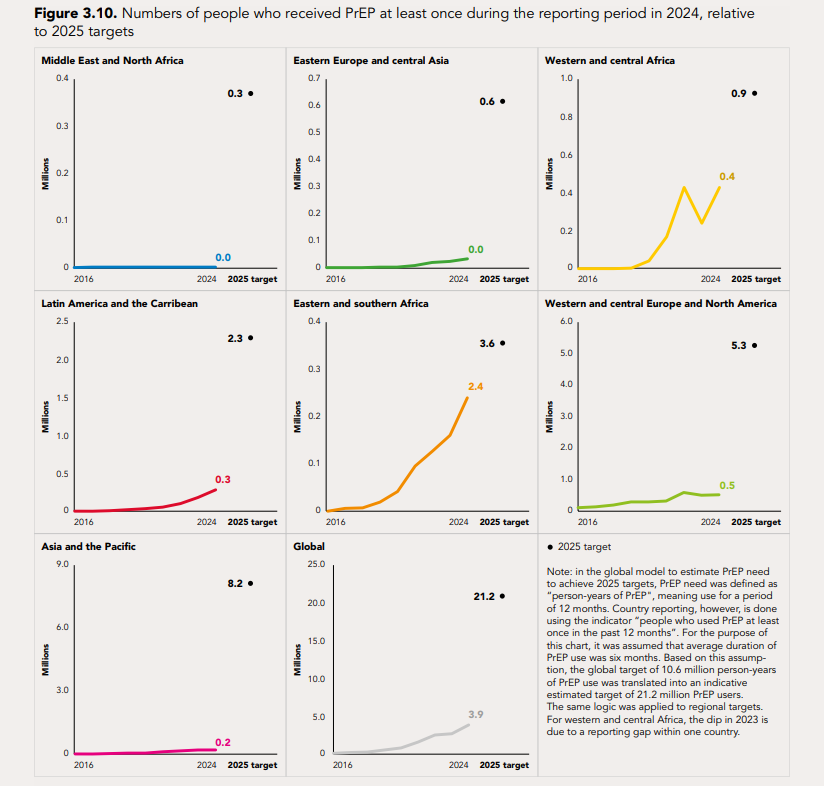 Figure 3.10. Numbers of people who received PrEP at least once during the reporting period in 2024, relative
to 2025 targets
Middle East and North Africa
0.4
0.3
0.2
0.1
0
Millions
0.3
0.0
2016
2024
2025 target
Eastern Europe and central Asia
0.7
0.6
0.5
0.4
0.3
0.2
0.1
0
Millions
0.6
0.0
2016
2024
2025 target
Western and central Africa
1.0
0.8
0.6
0.4
0.2
0
Millions
0.9
0.4
2016
2024
2025 target
Latin America and the Carribean
2.5
2.0
1.5
1.0
0.5
0
Millions
2.3
0.3
2016
2024
2025 target
Eastern and southern Africa
0.4
0.3
0.2
0.1
0
Millions
3.6
2.4
2016
2024
2025 target
Western and central Europe and North America
6.0
5.0
4.0
3.0
2.0
1.0
0
Millions
5.3
0.5
2016
2024
2025 target
Asia and the Pacific
9.0
6.0
3.0
0
Millions
8.2
0.2
2016
2024
2025 target
Global
25.0
20.0
15.0
10.0
5.0
0
Millions
21.2
3.9
2016
2024
2025 target
2025 target
Note: in the global model to estimate PrEP need
to achieve 2025 targets, PrEP need was defined as
"person-years of PrEP", meaning use for a period
of 12 months. Country reporting, however, is done
using the indicator "people who used PrEP at least
once in the past 12 months". For the purpose of
this chart, it was assumed that average duration of
PrEP use was six months. Based on this assump-
tion, the global target of 10.6 million person-years
of PrEP use was translated into an indicative
estimated target of 21.2 million PrEP users.
The same logic was applied to regional targets.
For western and central Africa, the dip in 2023 is
due to a reporting gap within one country.